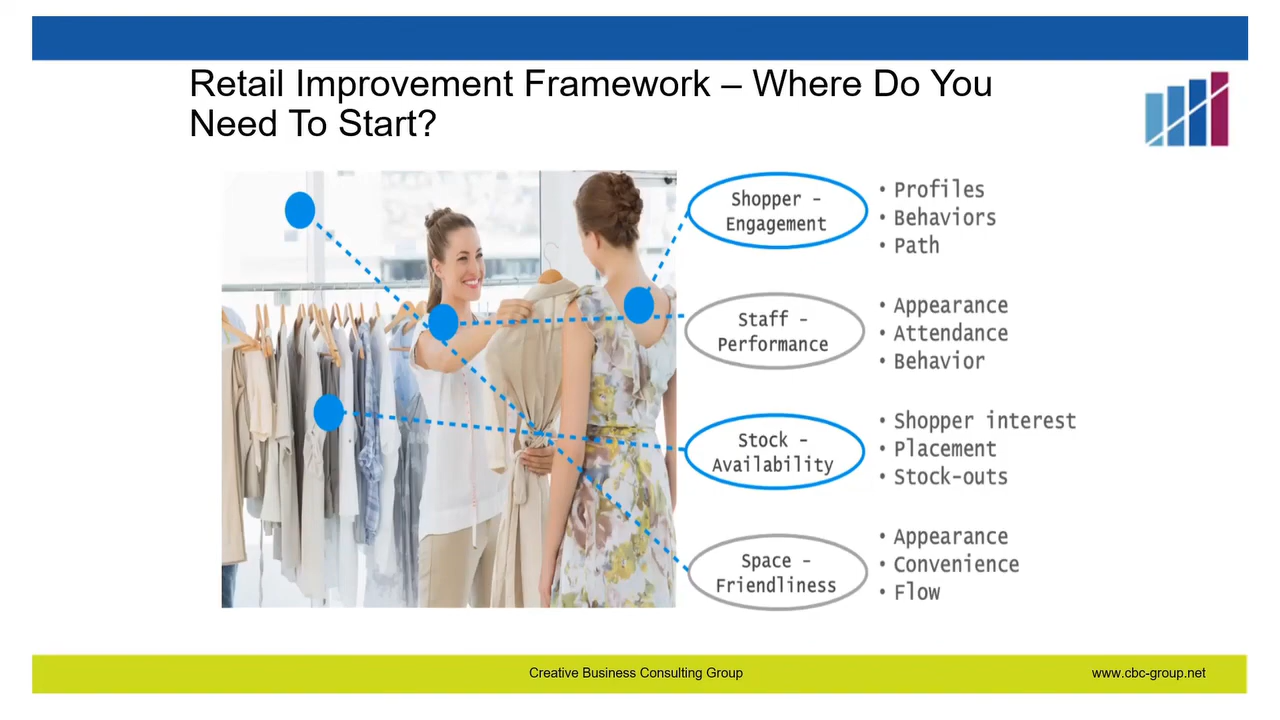 Retail Improvement Framework – Where Do You
Need To Start?
Shopper -
Engagement
• Profiles
• Behaviors
• Path
Staff -
Performance
• Appearance
• Attendance
• Behavior
Stock -
Availability
• Shopper interest
• Placement
• Stock-outs
Space -
Friendliness
• Appearance
• Convenience
• Flow
Creative Business Consulting Group
www.cbc-group.net